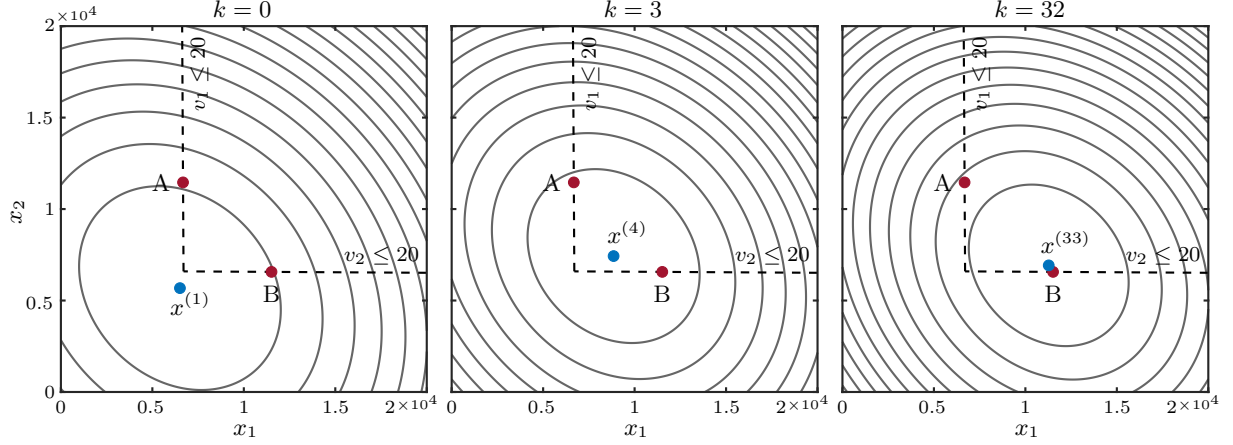 k = 0
k = 3
k = 32
2×10⁴
1.5
1
0.5
0
x₂
v₁ ≤ 20
A
v₂ ≤ 20
B
x⁽¹⁾
0
0.5
1
1.5
2×10⁴
x₁
v₁ ≤ 20
A
x⁽⁴⁾
v₂ ≤ 20
B
0
0.5
1
1.5
2×10⁴
x₁
v₁ ≤ 20
A
x⁽³³⁾
v₂ ≤ 20
B
0
0.5
1
1.5
2×10⁴
x₁